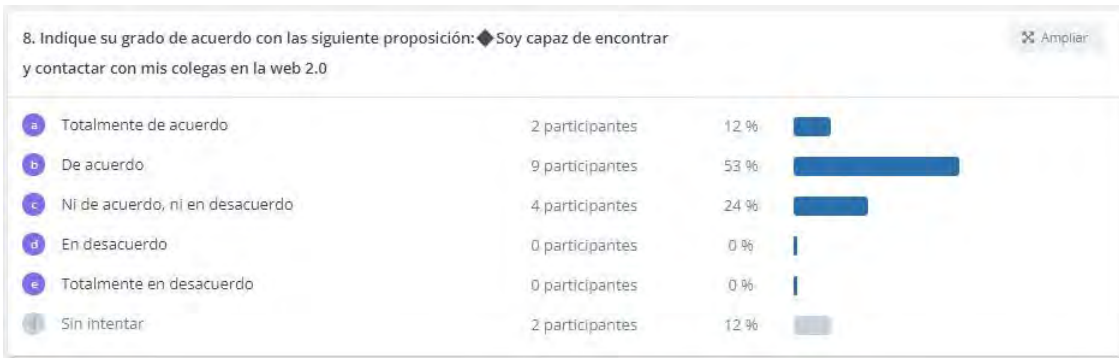 8. Indique su grado de acuerdo con las siguiente proposición:◆Soy capaz de encontrar
y contactar con mis colegas en la web 2.0
Ampliar
a Totalmente de acuerdo 2 participantes 12 %
b De acuerdo 9 participantes 53 %
c Ni de acuerdo, ni en desacuerdo 4 participantes 24 %
d En desacuerdo 0 participantes 0 %
e Totalmente en desacuerdo 0 participantes 0 %
Sin intentar 2 participantes 12 %